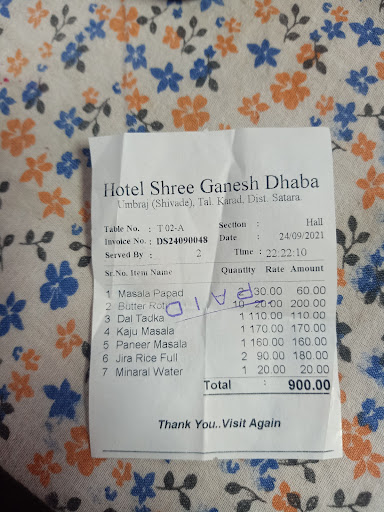 Hotel Shree Ganesh Dhaba
Umbraj (Shivade), Tal. Karad, Dist. Satara.
Table No. : T 02-A Section : Hall
Invoice No. : DS24090048 Date : 24/09/2021
Served By : 2 Time : 22:22:10
Sr.No. Item Name Quantity Rate Amount
1 Masala Papad 30.00 60.00
2 Butter Roti 10 20.00 200.00
3 Dal Tadka 1 110.00 110.00
4 Kaju Masala 1 170.00 170.00
5 Paneer Masala 1 160.00 160.00
6 Jira Rice Full 2 90.00 180.00
7 Minaral Water 1 20.00 20.00
Total : 900.00
PAID
Thank You..Visit Again